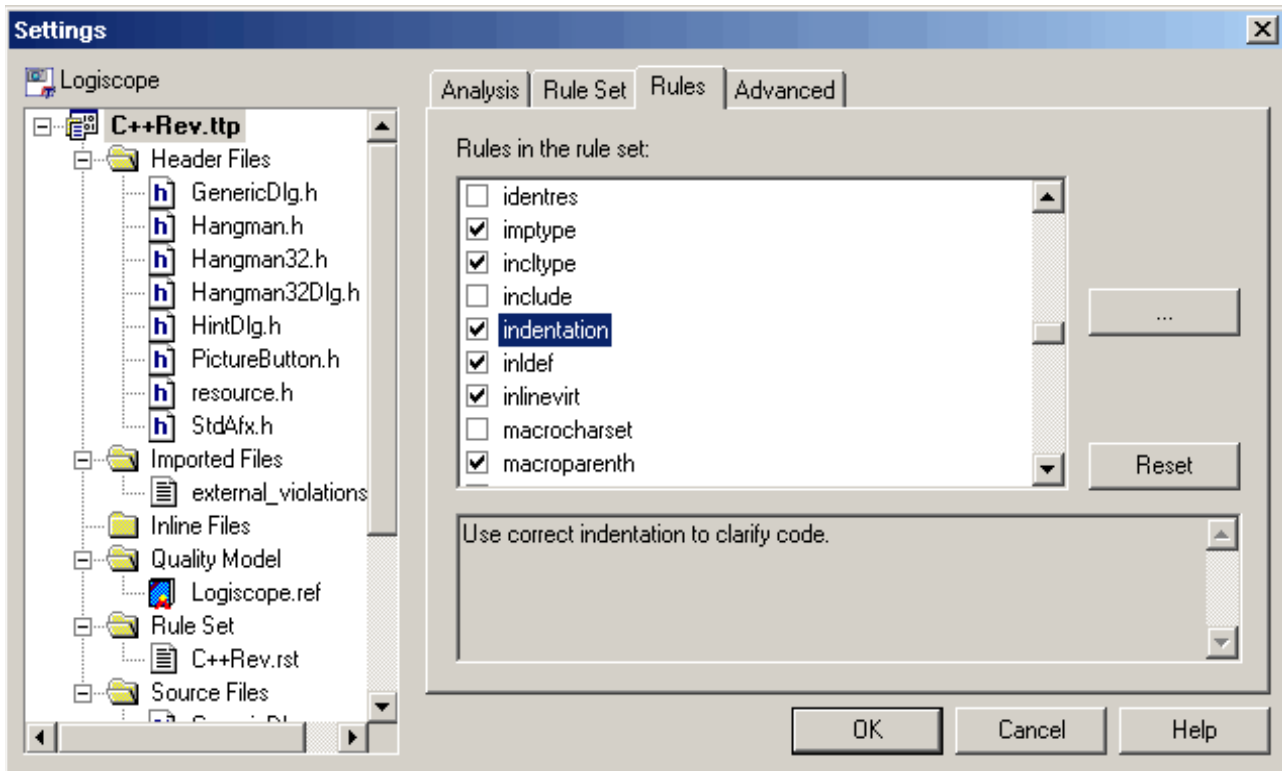 Settings
Logiscope
C++Rev.ttp
Header Files
GenericDlg.h
Hangman.h
Hangman32.h
Hangman32Dlg.h
HintDlg.h
PictureButton.h
resource.h
StdAfx.h
Imported Files
external_violations
Inline Files
Quality Model
Logiscope.ref
Rule Set
C++Rev.rst
Source Files
Analysis Rule Set Rules Advanced
Rules in the rule set:
identres
imptype
incltype
include
indentation
inldef
inlinevirt
macrocharset
macroparenth
...
Reset
Use correct indentation to clarify code.
OK Cancel Help